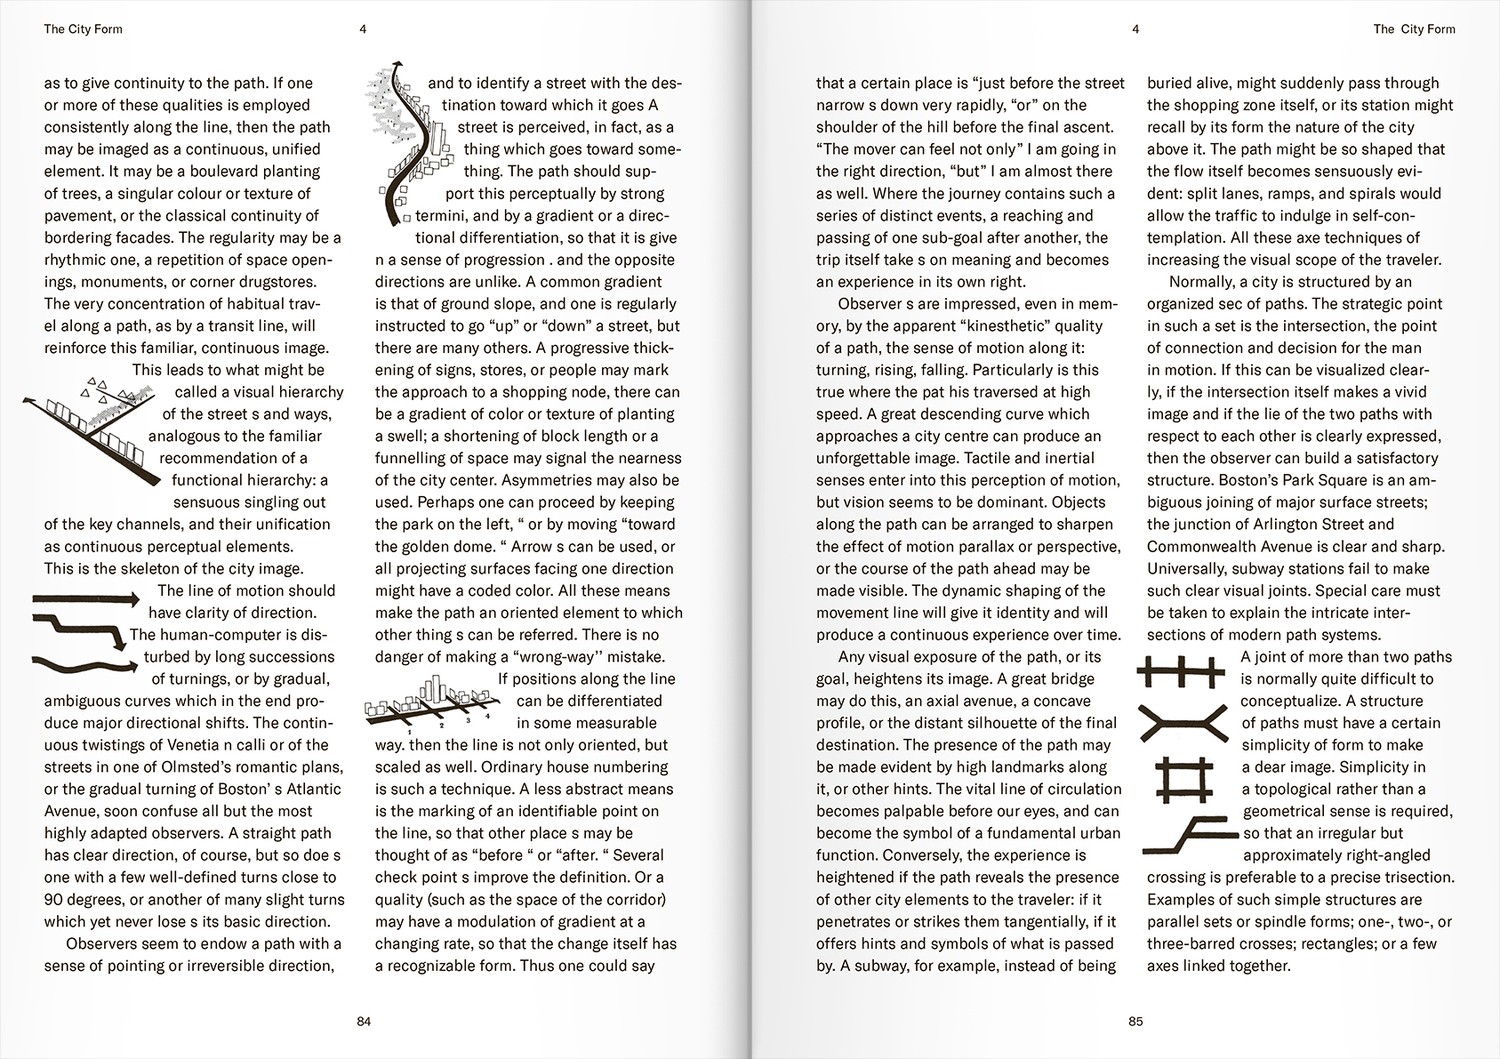 The City Form
4
as to give continuity to the path. If one
or more of these qualities is employed
consistently along the line, then the path
may be imaged as a continuous, unified
element. It may be a boulevard planting
of trees, a singular colour or texture of
pavement, or the classical continuity of
bordering facades. The regularity may be a
rhythmic one, a repetition of space open-
ings, monuments, or corner drugstores.
The very concentration of habitual trav-
el along a path, as by a transit line, will
reinforce this familiar, continuous image.
This leads to what might be
called a visual hierarchy
of the street s and ways,
analogous to the familiar
recommendation of a
functional hierarchy: a
sensuous singling out
of the key channels, and their unification
as continuous perceptual elements.
This is the skeleton of the city image.
The line of motion should
have clarity of direction.
The human-computer is dis-
turbed by long successions
of turnings, or by gradual,
ambiguous curves which in the end pro-
duce major directional shifts. The contin-
uous twistings of Venetia n calli or of the
streets in one of Olmsted's romantic plans,
or the gradual turning of Boston' s Atlantic
Avenue, soon confuse all but the most
highly adapted observers. A straight path
has clear direction, of course, but so doe s
one with a few well-defined turns close to
90 degrees, or another of many slight turns
which yet never lose s its basic direction.
Observers seem to endow a path with a
sense of pointing or irreversible direction,
and to identify a street with the des-
tination toward which it goes A
street is perceived, in fact, as a
thing which goes toward some-
thing. The path should sup-
port this perceptually by strong
termini, and by a gradient or a direc-
tional differentiation, so that it is give
n a sense of progression . and the opposite
directions are unlike. A common gradient
is that of ground slope, and one is regularly
instructed to go “up” or “down” a street, but
there are many others. A progressive thick-
ening of signs, stores, or people may mark
the approach to a shopping node, there can
be a gradient of color or texture of planting
a swell; a shortening of block length or a
funnelling of space may signal the nearness
of the city center. Asymmetries may also be
used. Perhaps one can proceed by keeping
the park on the left, “ or by moving “toward
the golden dome. “ Arrow s can be used, or
all projecting surfaces facing one direction
might have a coded color. All these means
make the path an oriented element to which
other thing s can be referred. There is no
danger of making a “wrong-way'' mistake.
If positions along the line
can be differentiated
in some measurable
1 2 3 4
way. then the line is not only oriented, but
scaled as well. Ordinary house numbering
is such a technique. A less abstract means
is the marking of an identifiable point on
the line, so that other place s may be
thought of as “before “ or “after. “ Several
check point s improve the definition. Or a
quality (such as the space of the corridor)
may have a modulation of gradient at a
changing rate, so that the change itself has
a recognizable form. Thus one could say
84
4
The City Form
that a certain place is “just before the street
narrow s down very rapidly, “or” on the
shoulder of the hill before the final ascent.
“The mover can feel not only” I am going in
the right direction, “but” I am almost there
as well. Where the journey contains such a
series of distinct events, a reaching and
passing of one sub-goal after another, the
trip itself take s on meaning and becomes
an experience in its own right.
Observer s are impressed, even in mem-
ory, by the apparent “kinesthetic” quality
of a path, the sense of motion along it:
turning, rising, falling. Particularly is this
true where the pat his traversed at high
speed. A great descending curve which
approaches a city centre can produce an
unforgettable image. Tactile and inertial
senses enter into this perception of motion,
but vision seems to be dominant. Objects
along the path can be arranged to sharpen
the effect of motion parallax or perspective,
or the course of the path ahead may be
made visible. The dynamic shaping of the
movement line will give it identity and will
produce a continuous experience over time.
Any visual exposure of the path, or its
goal, heightens its image. A great bridge
may do this, an axial avenue, a concave
profile, or the distant silhouette of the final
destination. The presence of the path may
be made evident by high landmarks along
it, or other hints. The vital line of circulation
becomes palpable before our eyes, and can
become the symbol of a fundamental urban
function. Conversely, the experience is
heightened if the path reveals the presence
of other city elements to the traveler: if it
penetrates or strikes them tangentially, if it
offers hints and symbols of what is passed
by. A subway, for example, instead of being
buried alive, might suddenly pass through
the shopping zone itself, or its station might
recall by its form the nature of the city
above it. The path might be so shaped that
the flow itself becomes sensuously evi-
dent: split lanes, ramps, and spirals would
allow the traffic to indulge in self-con-
templation. All these axe techniques of
increasing the visual scope of the traveler.
Normally, a city is structured by an
organized sec of paths. The strategic point
in such a set is the intersection, the point
of connection and decision for the man
in motion. If this can be visualized clear-
ly, if the intersection itself makes a vivid
image and if the lie of the two paths with
respect to each other is clearly expressed,
then the observer can build a satisfactory
structure. Boston's Park Square is an am-
biguous joining of major surface streets;
the junction of Arlington Street and
Commonwealth Avenue is clear and sharp.
Universally, subway stations fail to make
such clear visual joints. Special care must
be taken to explain the intricate inter-
sections of modern path systems.
A joint of more than two paths
is normally quite difficult to
conceptualize. A structure
of paths must have a certain
simplicity of form to make
a dear image. Simplicity in
a topological rather than a
geometrical sense is required,
so that an irregular but
approximately right-angled
crossing is preferable to a precise trisection.
Examples of such simple structures are
parallel sets or spindle forms; one-, two-, or
three-barred crosses; rectangles; or a few
axes linked together.
85